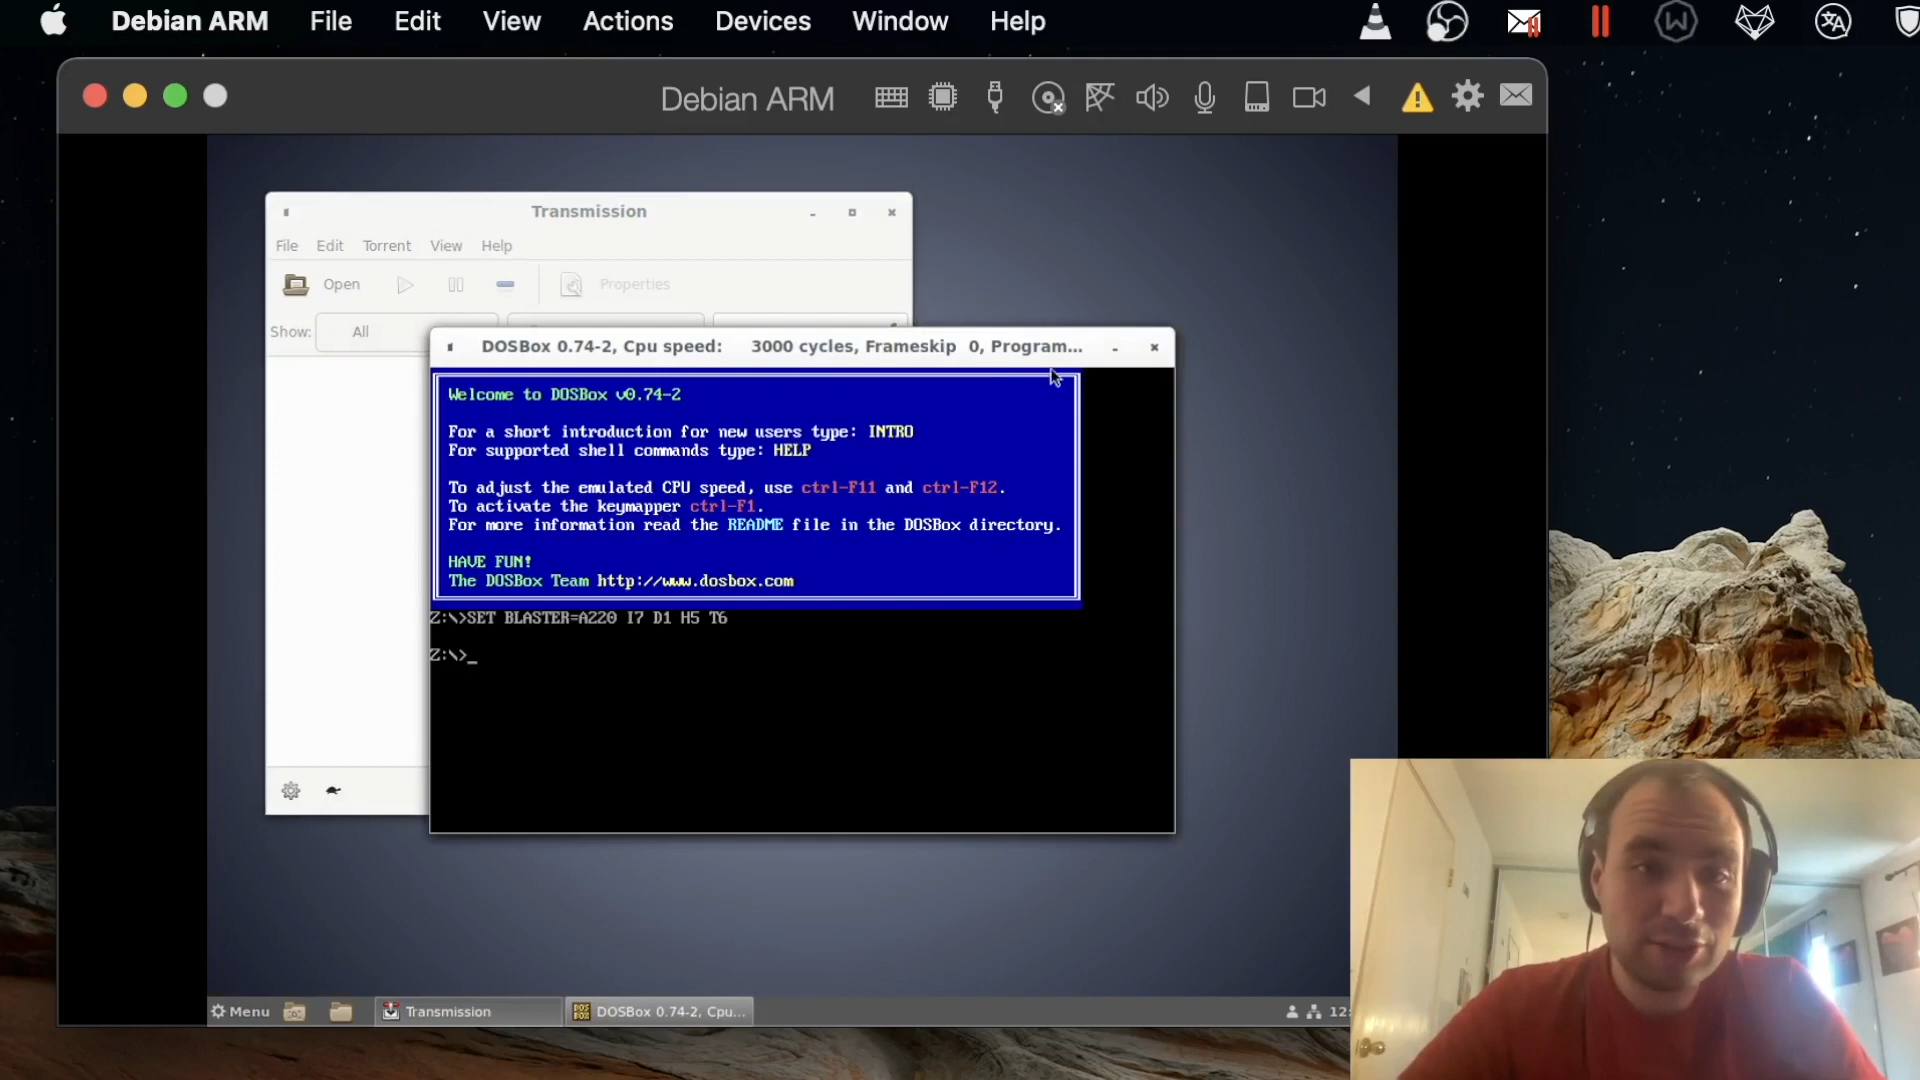 Debian ARM File Edit View Actions Devices Window Help
Debian ARM
Transmission
File Edit Torrent View Help
Open Properties
Show: All
DOSBox 0.74-2, Cpu speed: 3000 cycles, Frameskip 0, Program...
Welcome to DOSBox v0.74-2
For a short introduction for new users type: INTRO
For supported shell commands type: HELP
To adjust the emulated CPU speed, use ctrl-F11 and ctrl-F12.
To activate the keymapper ctrl-F1.
For more information read the README file in the DOSBox directory.
HAVE FUN!
The DOSBox Team http://www.dosbox.com
Z:\>SET BLASTER=A220 I7 D1 H5 T6
Z:\>_
Menu Transmission DOSBox 0.74-2, Cpu... 12: